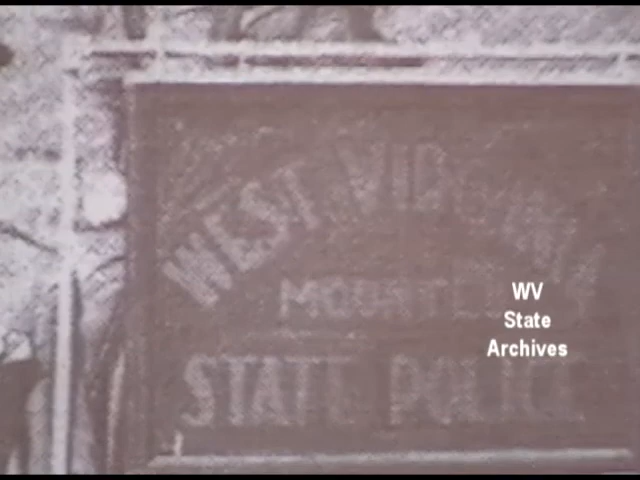 WEST VIRGINIA
MOUNTED
STATE POLICE
WV
State
Archives